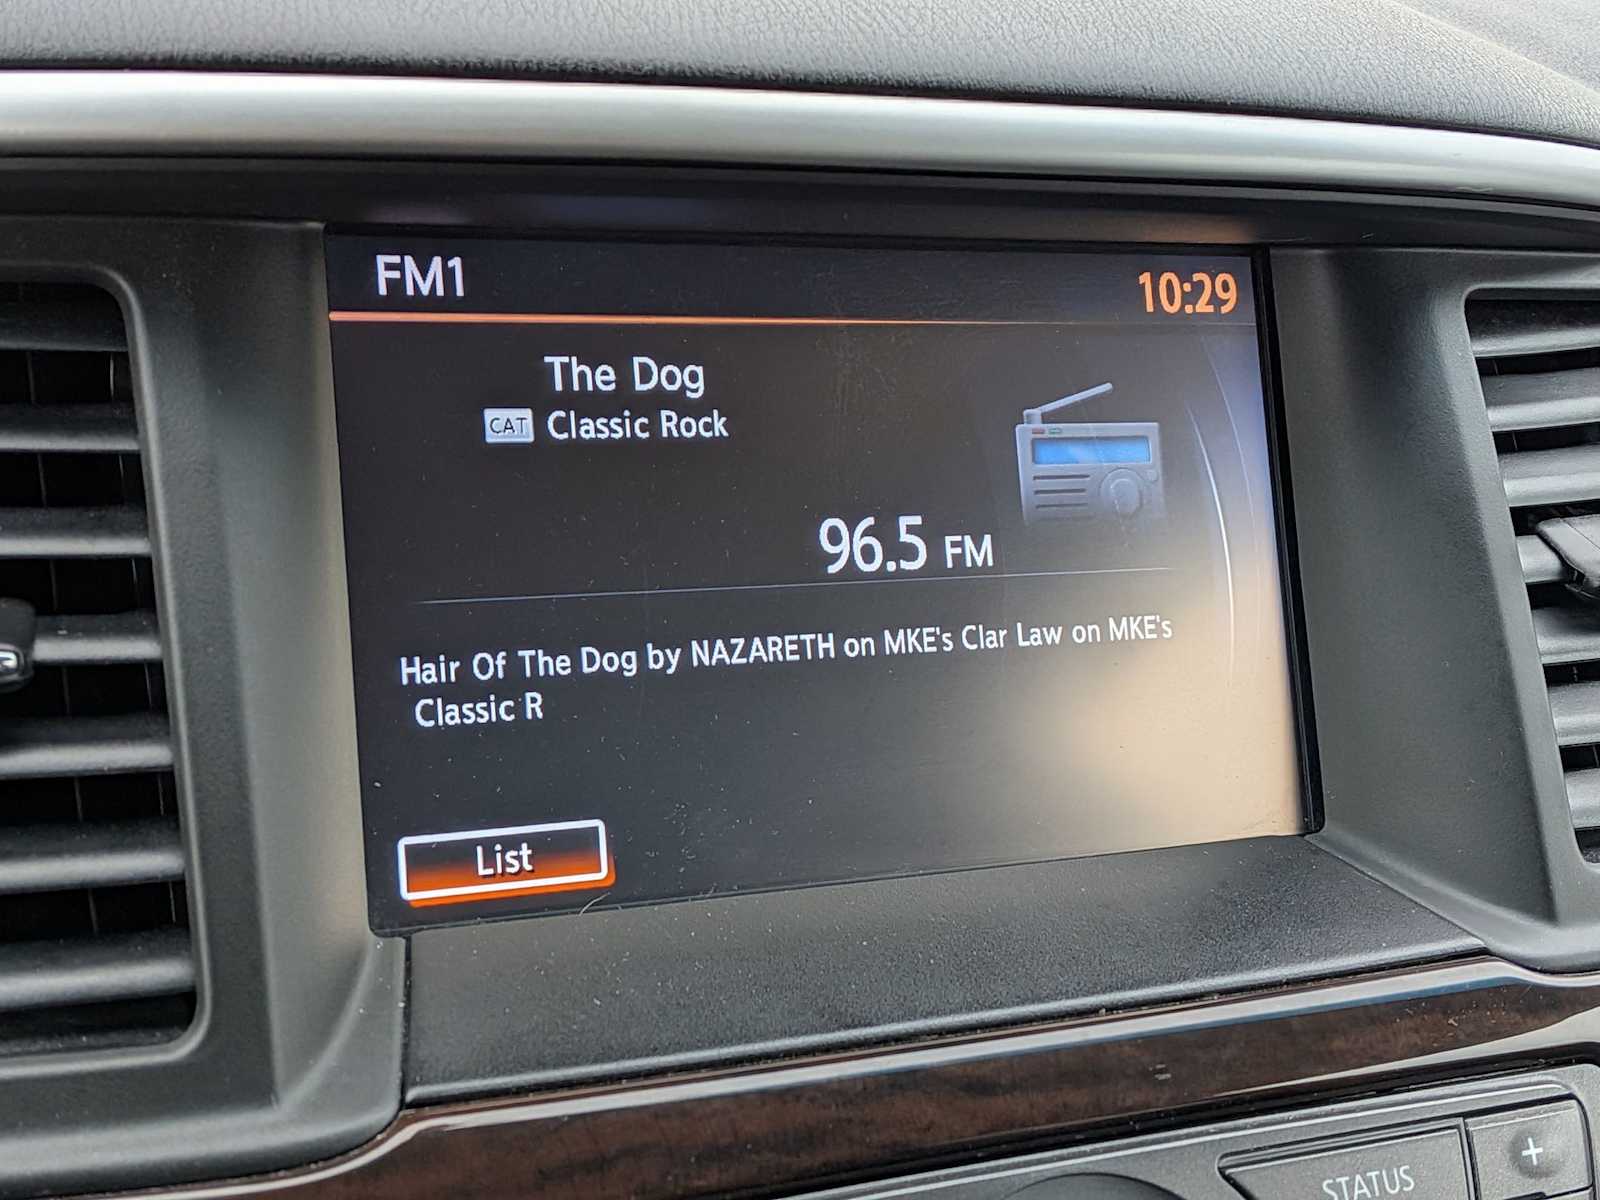 FM1
10:29
The Dog
CAT Classic Rock
96.5 FM
Hair Of The Dog by NAZARETH on MKE's Clar Law on MKE's
Classic R
List
STATUS
+